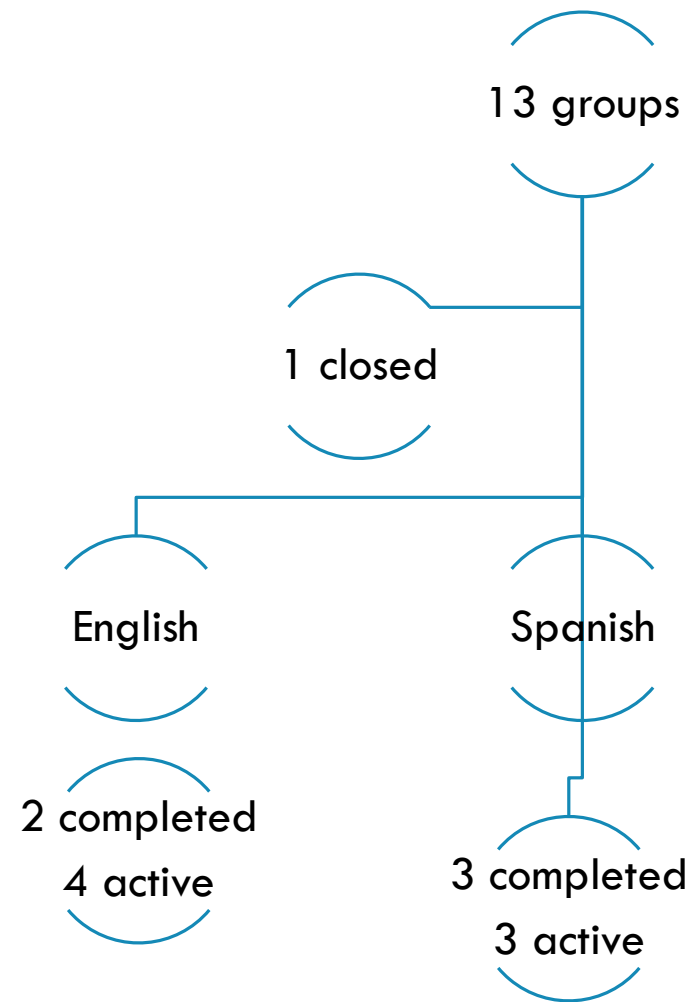 13 groups
1 closed
English
Spanish
2 completed
4 active
3 completed
3 active